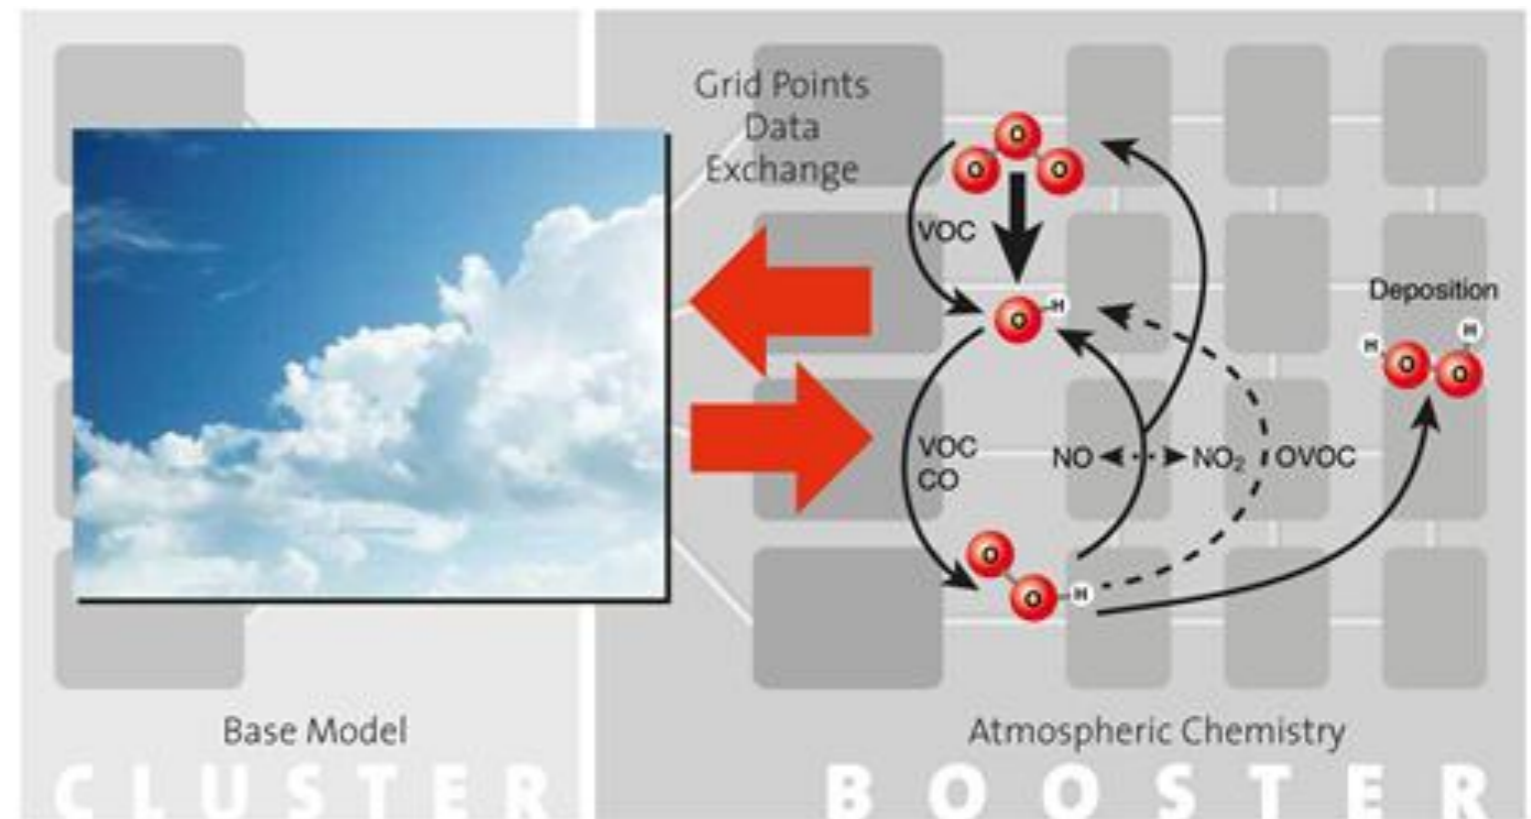 Grid Points
Data
Exchange
O
O
O
VOC
O
H
Deposition
H
H
O
O
VOC
CO
NO
NO₂
OVOC
O
O
H
Base Model
Atmospheric Chemistry
CLUSTER
BOOSTER